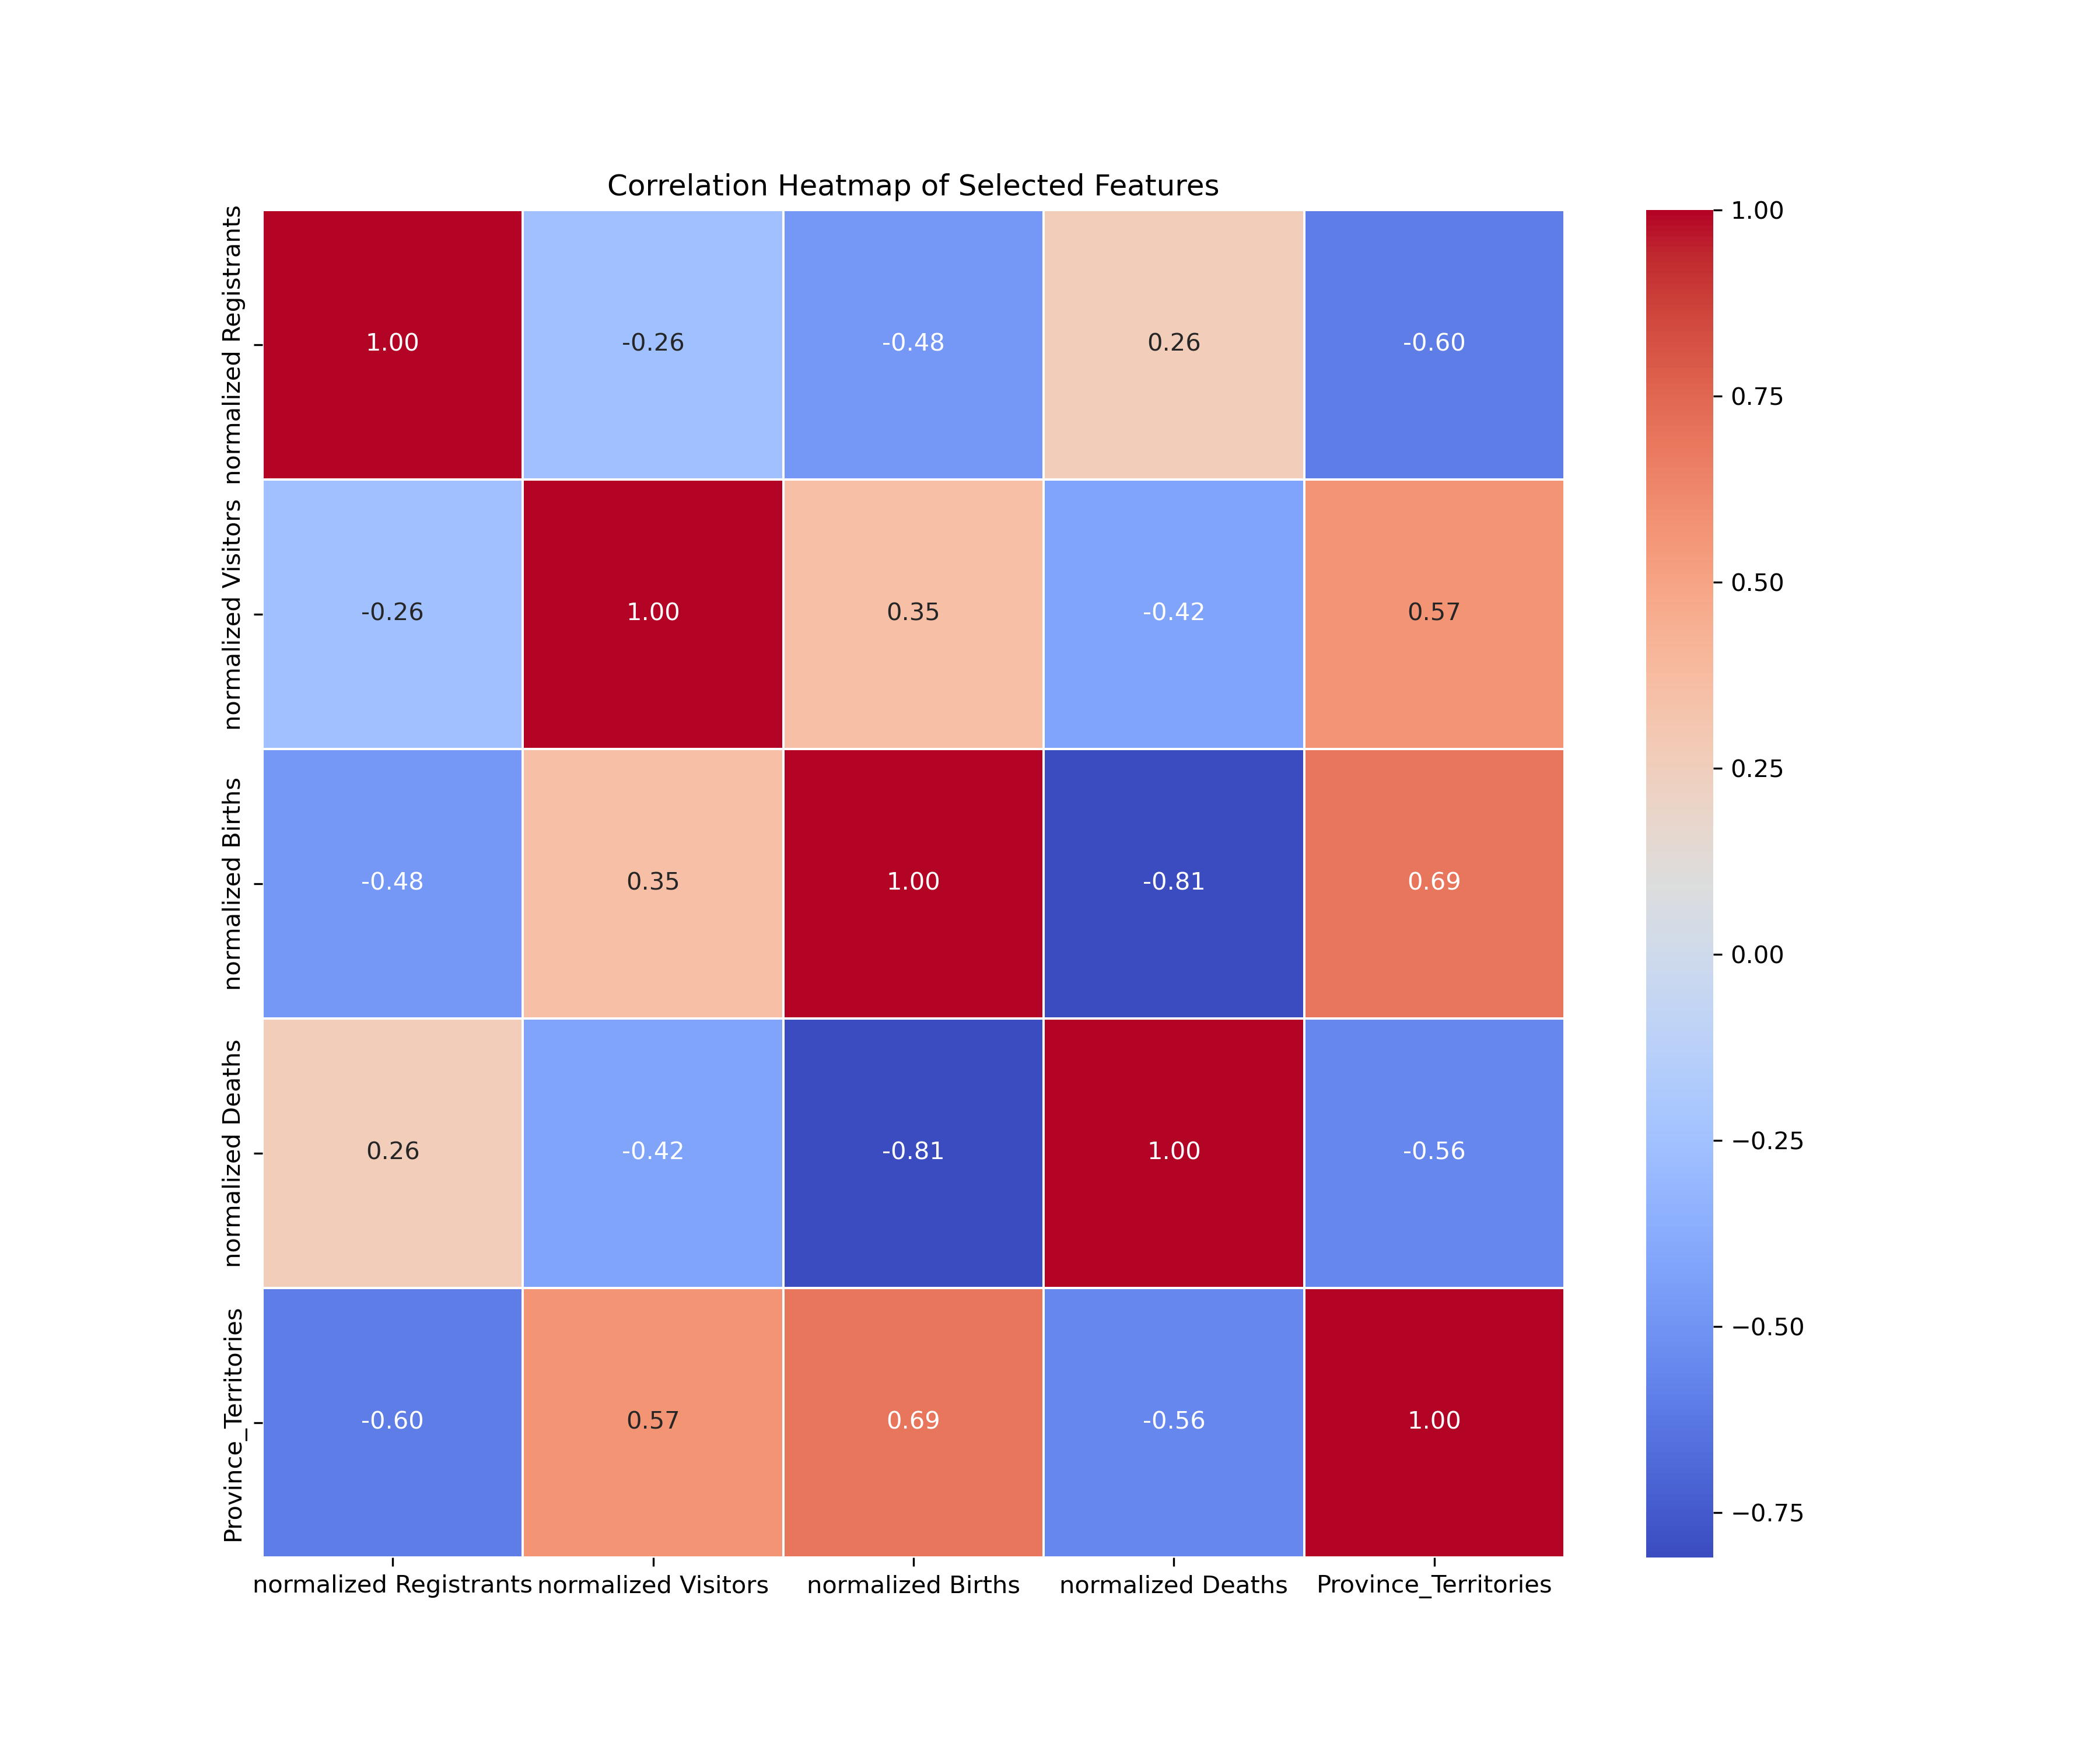 Correlation Heatmap of Selected Features
normalized Registrants
1.00 -0.26 -0.48 0.26 -0.60
normalized Visitors
-0.26 1.00 0.35 -0.42 0.57
normalized Births
-0.48 0.35 1.00 -0.81 0.69
normalized Deaths
0.26 -0.42 -0.81 1.00 -0.56
Province_Territories
-0.60 0.57 0.69 -0.56 1.00
normalized Registrants normalized Visitors normalized Births normalized Deaths Province_Territories
1.00
0.75
0.50
0.25
0.00
−0.25
−0.50
−0.75